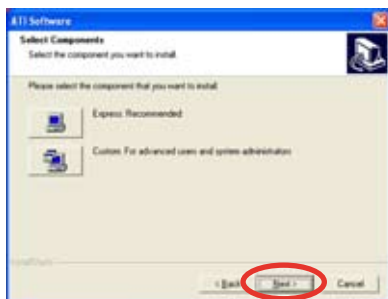 ATI Software
Select Components
Select the component you want to install.
Please select the component that you want to install
Express: Recommended
Custom: For advanced users and system administrators
< Back
Next >
Cancel